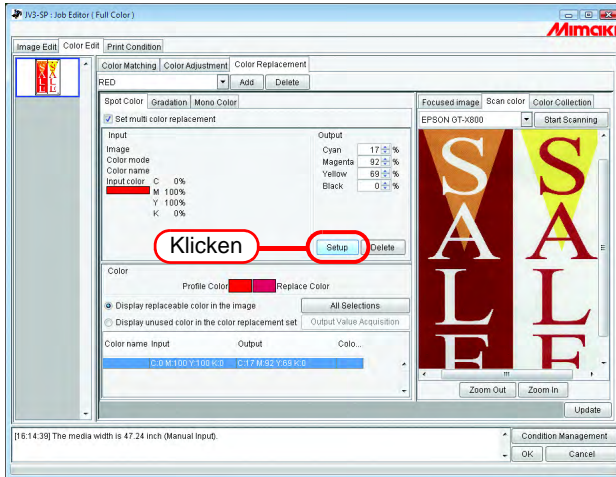 JV3-SP : Job Editor ( Full Color )
Mimaki
Image Edit Color Edit Print Condition
Color Matching Color Adjustment Color Replacement
RED Add Delete
Spot Color Gradation Mono Color
Focused image Scan color Color Collection
Set multi color replacement
EPSON GT-X800 Start Scanning
Input Output
Image Cyan 17 %
Color mode Magenta 92 %
Color name Yellow 69 %
Input color C 0% Black 0 %
M 100%
Y 100%
K 0%
Klicken Setup Delete
SALE SALE
Color
Profile Color Replace Color
Display replaceable color in the image All Selections
Display unused color in the color replacement set Output Value Acquisition
Color name Input Output Colo...
C:0 M:100 Y:100 K:0 C:17 M:92 Y:69 K:0
Zoom Out Zoom In
Update
[16:14:39] The media width is 47.24 inch (Manual Input).
Condition Management
OK Cancel